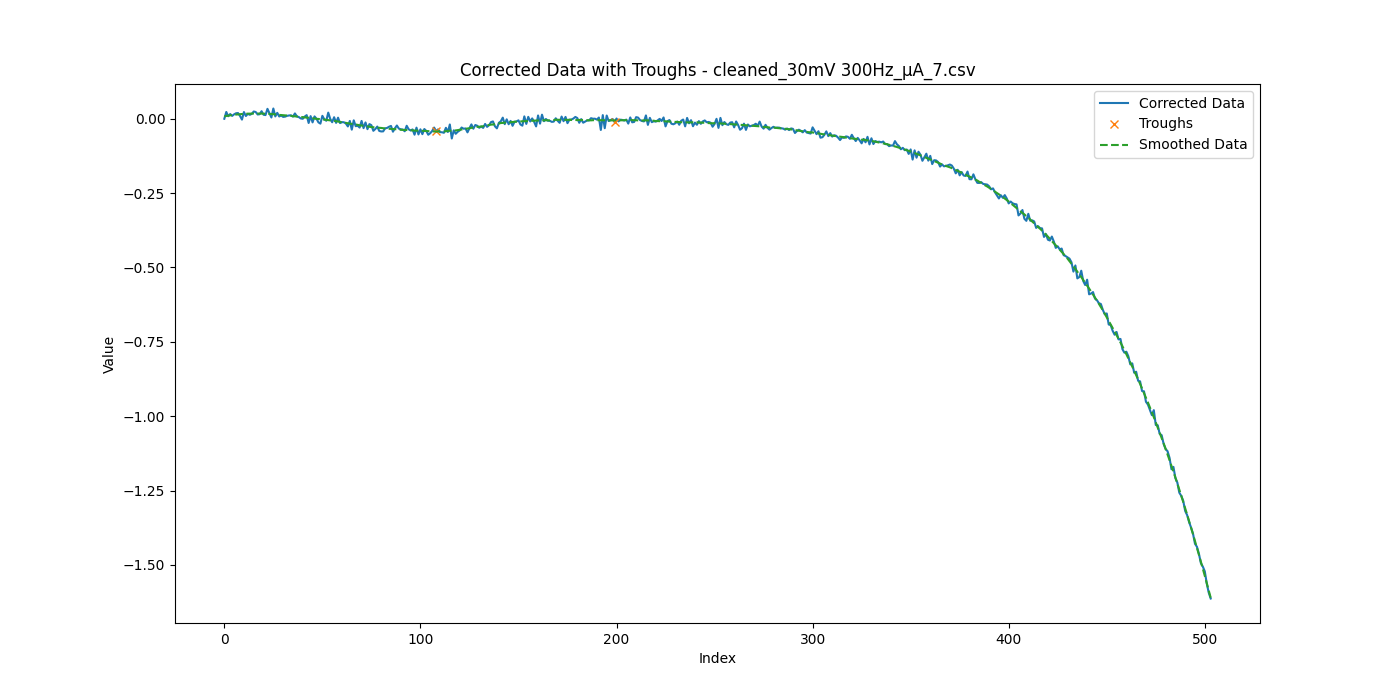 Corrected Data with Troughs - cleaned_30mV 300Hz_µA_7.csv
Corrected Data
Troughs
Smoothed Data
Value
0.00
−0.25
−0.50
−0.75
−1.00
−1.25
−1.50
0 100 200 300 400 500
Index